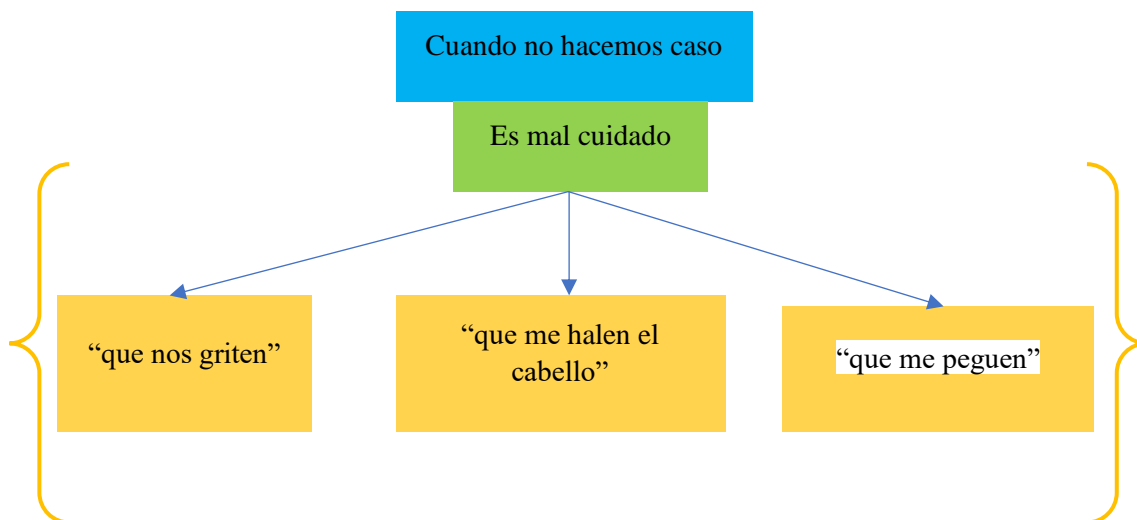 Cuando no hacemos caso
Es mal cuidado
“que nos griten”
“que me halen el
cabello”
“que me peguen”